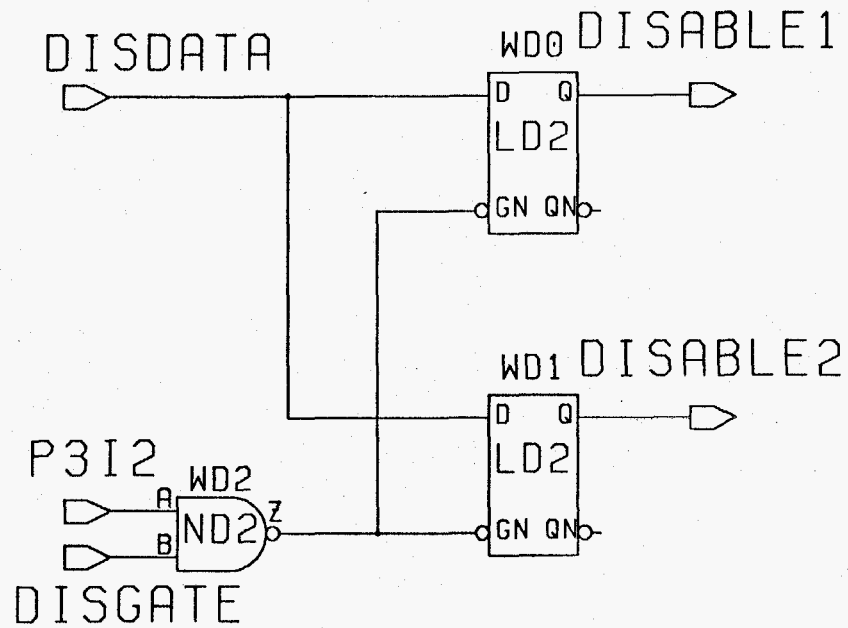 DISDATA
WD0 DISABLE1
D Q
LD2
GN QN
WD1 DISABLE2
D Q
LD2
GN QN
P3I2
WD2
A
ND2
Z
B
DISGATE